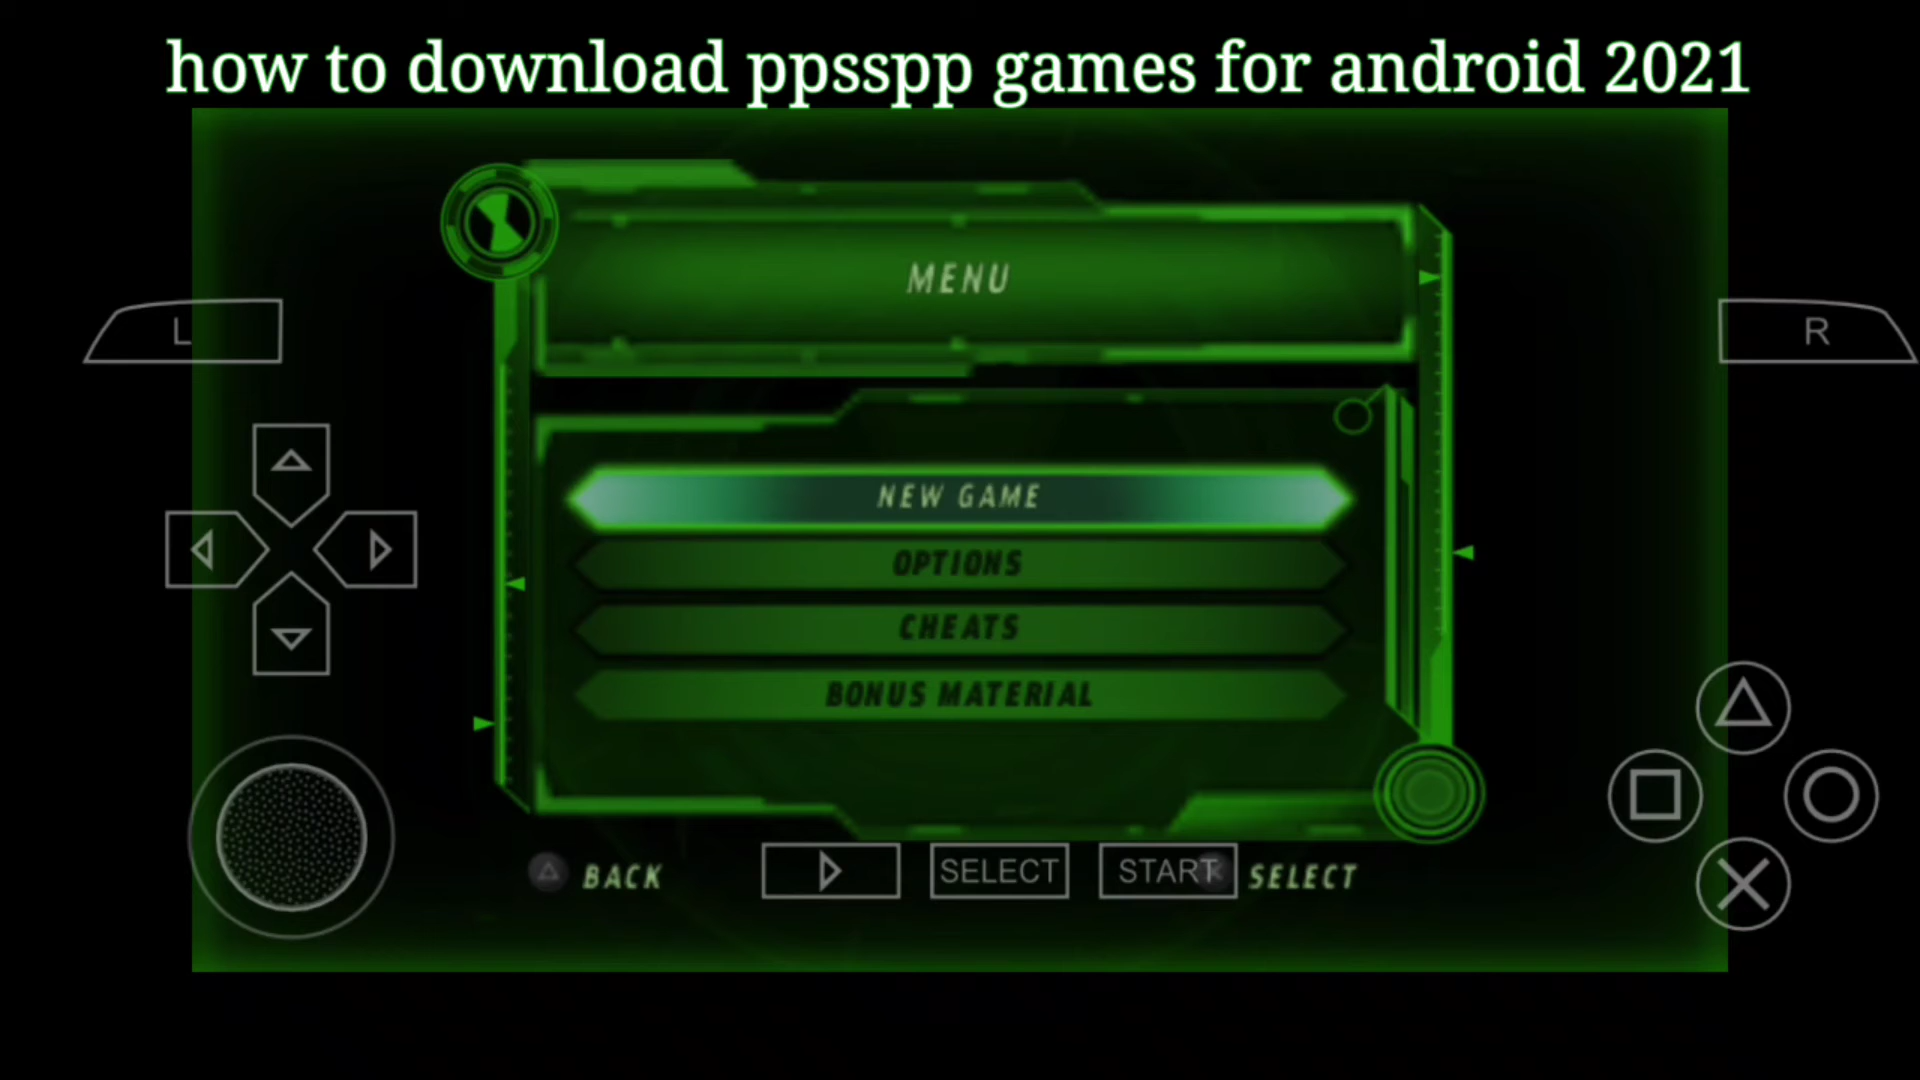 how to download ppsspp games for android 2021
MENU
L
R
NEW GAME
OPTIONS
CHEATS
BONUS MATERIAL
BACK
SELECT
START
SELECT